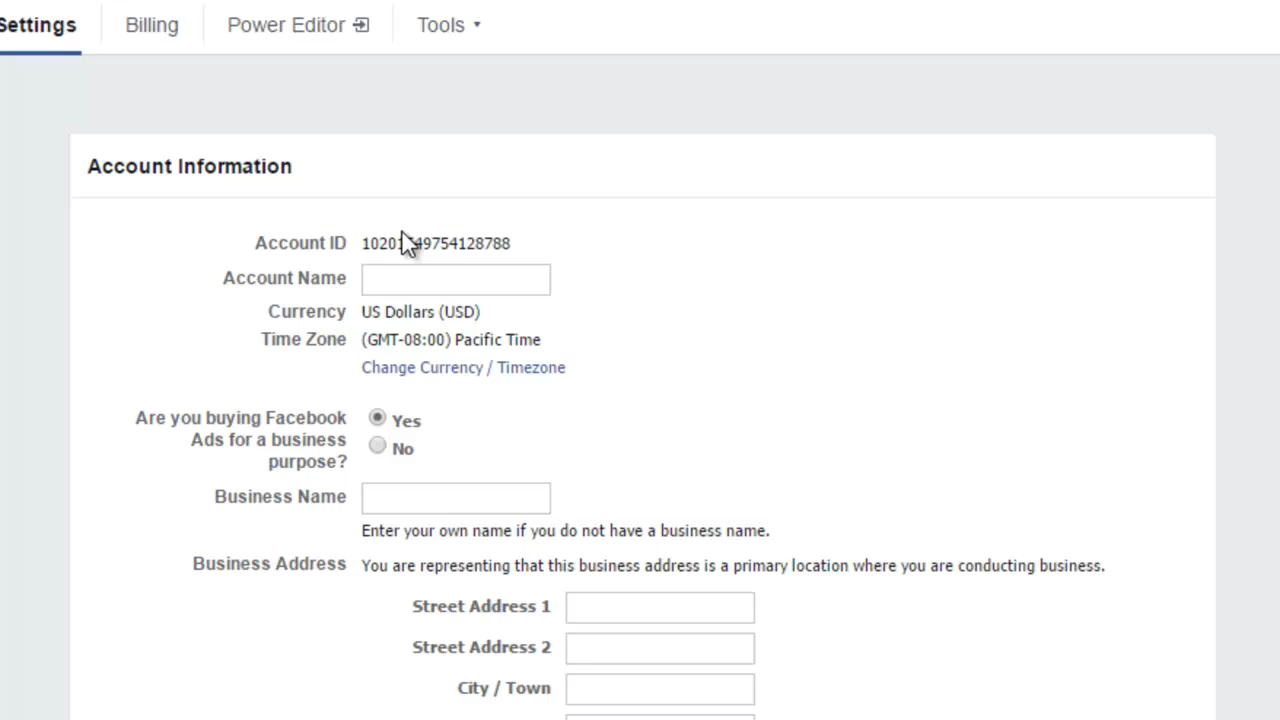 Settings Billing Power Editor Tools
Account Information
Account ID
Account Name
Currency US Dollars (USD)
Time Zone (GMT-08:00) Pacific Time
Change Currency / Timezone
Are you buying Facebook Yes
Ads for a business
purpose? No
Business Name
Enter your own name if you do not have a business name.
Business Address You are representing that this business address is a primary location where you are conducting business.
Street Address 1
Street Address 2
City / Town